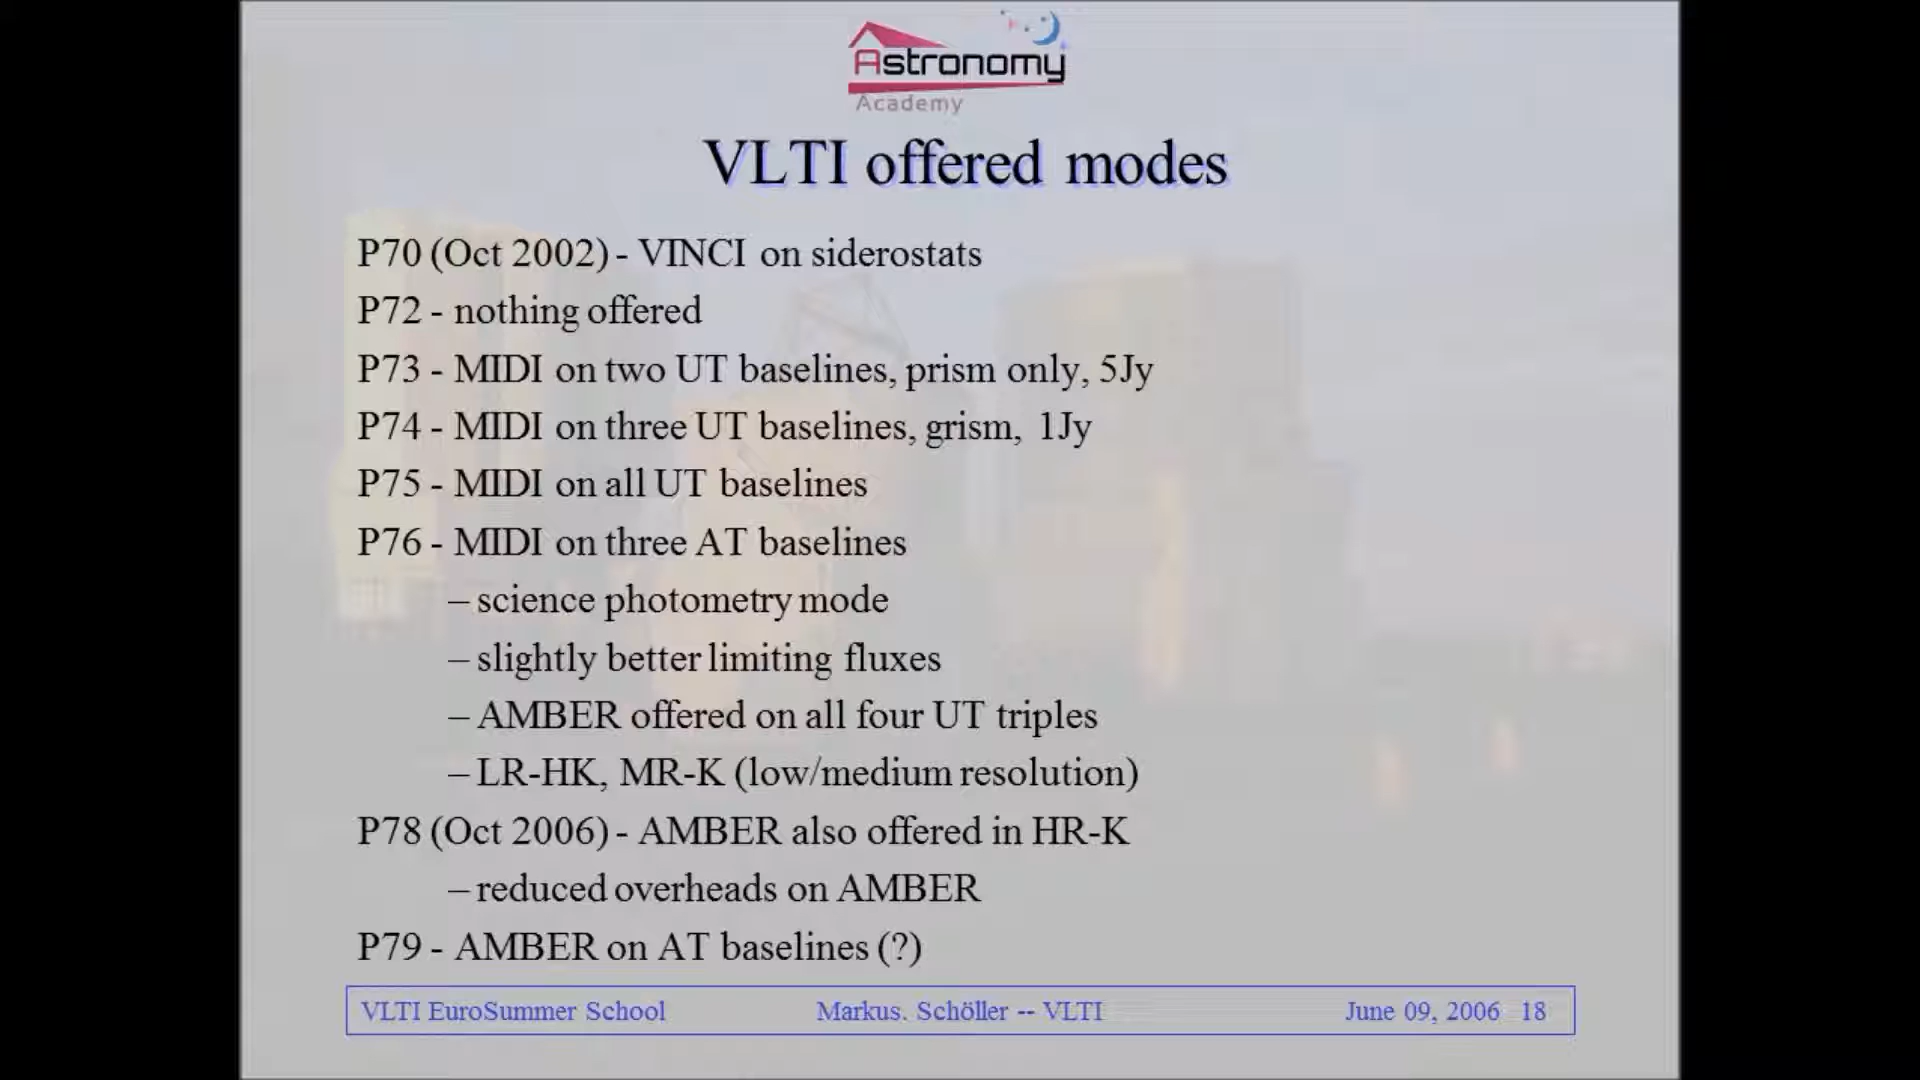 Astronomy
Academy
VLTI offered modes
P70 (Oct 2002) - VINCI on siderostats
P72 - nothing offered
P73 - MIDI on two UT baselines, prism only, 5Jy
P74 - MIDI on three UT baselines, grism, 1Jy
P75 - MIDI on all UT baselines
P76 - MIDI on three AT baselines
– science photometry mode
– slightly better limiting fluxes
– AMBER offered on all four UT triples
– LR-HK, MR-K (low/medium resolution)
P78 (Oct 2006) - AMBER also offered in HR-K
– reduced overheads on AMBER
P79 - AMBER on AT baselines (?)
VLTI EuroSummer School Markus. Schöller -- VLTI June 09, 2006 18